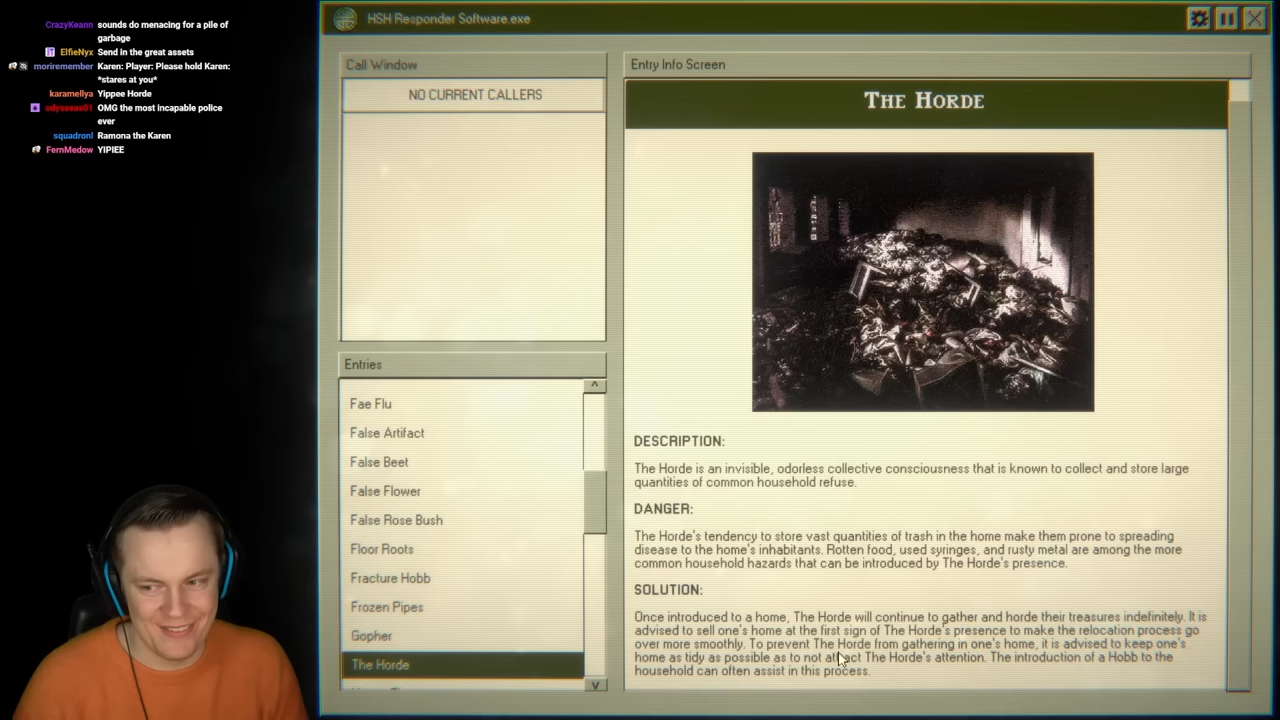 CrazyKeann sounds do menacing for a pile of
garbage
ElfieNyx Send in the great assets
moriremember Karen: Player: Please hold Karen:
*stares at you*
karamellya Yippee Horde
odysseas01 OMG the most incapable police
ever
squadronl Ramona the Karen
FernMedow YIPIEE
HSH Responder Software.exe
Call Window
NO CURRENT CALLERS
Entries
Fae Flu
False Artifact
False Beet
False Flower
False Rose Bush
Floor Roots
Fracture Hobb
Frozen Pipes
Gopher
The Horde
Entry Info Screen
THE HORDE
DESCRIPTION:
The Horde is an invisible, odorless collective consciousness that is known to collect and store large
quantities of common household refuse.
DANGER:
The Horde's tendency to store vast quantities of trash in the home make them prone to spreading
disease to the home's inhabitants. Rotten food, used syringes, and rusty metal are among the more
common household hazards that can be introduced by The Horde's presence.
SOLUTION:
Once introduced to a home, The Horde will continue to gather and horde their treasures indefinitely. It is
advised to sell one's home at the first sign of The Horde's presence to make the relocation process go
over more smoothly. To prevent The Horde from gathering in one's home, it is advised to keep one's
home as tidy as possible as to not attract The Horde's attention. The introduction of a Hobb to the
household can often assist in this process.